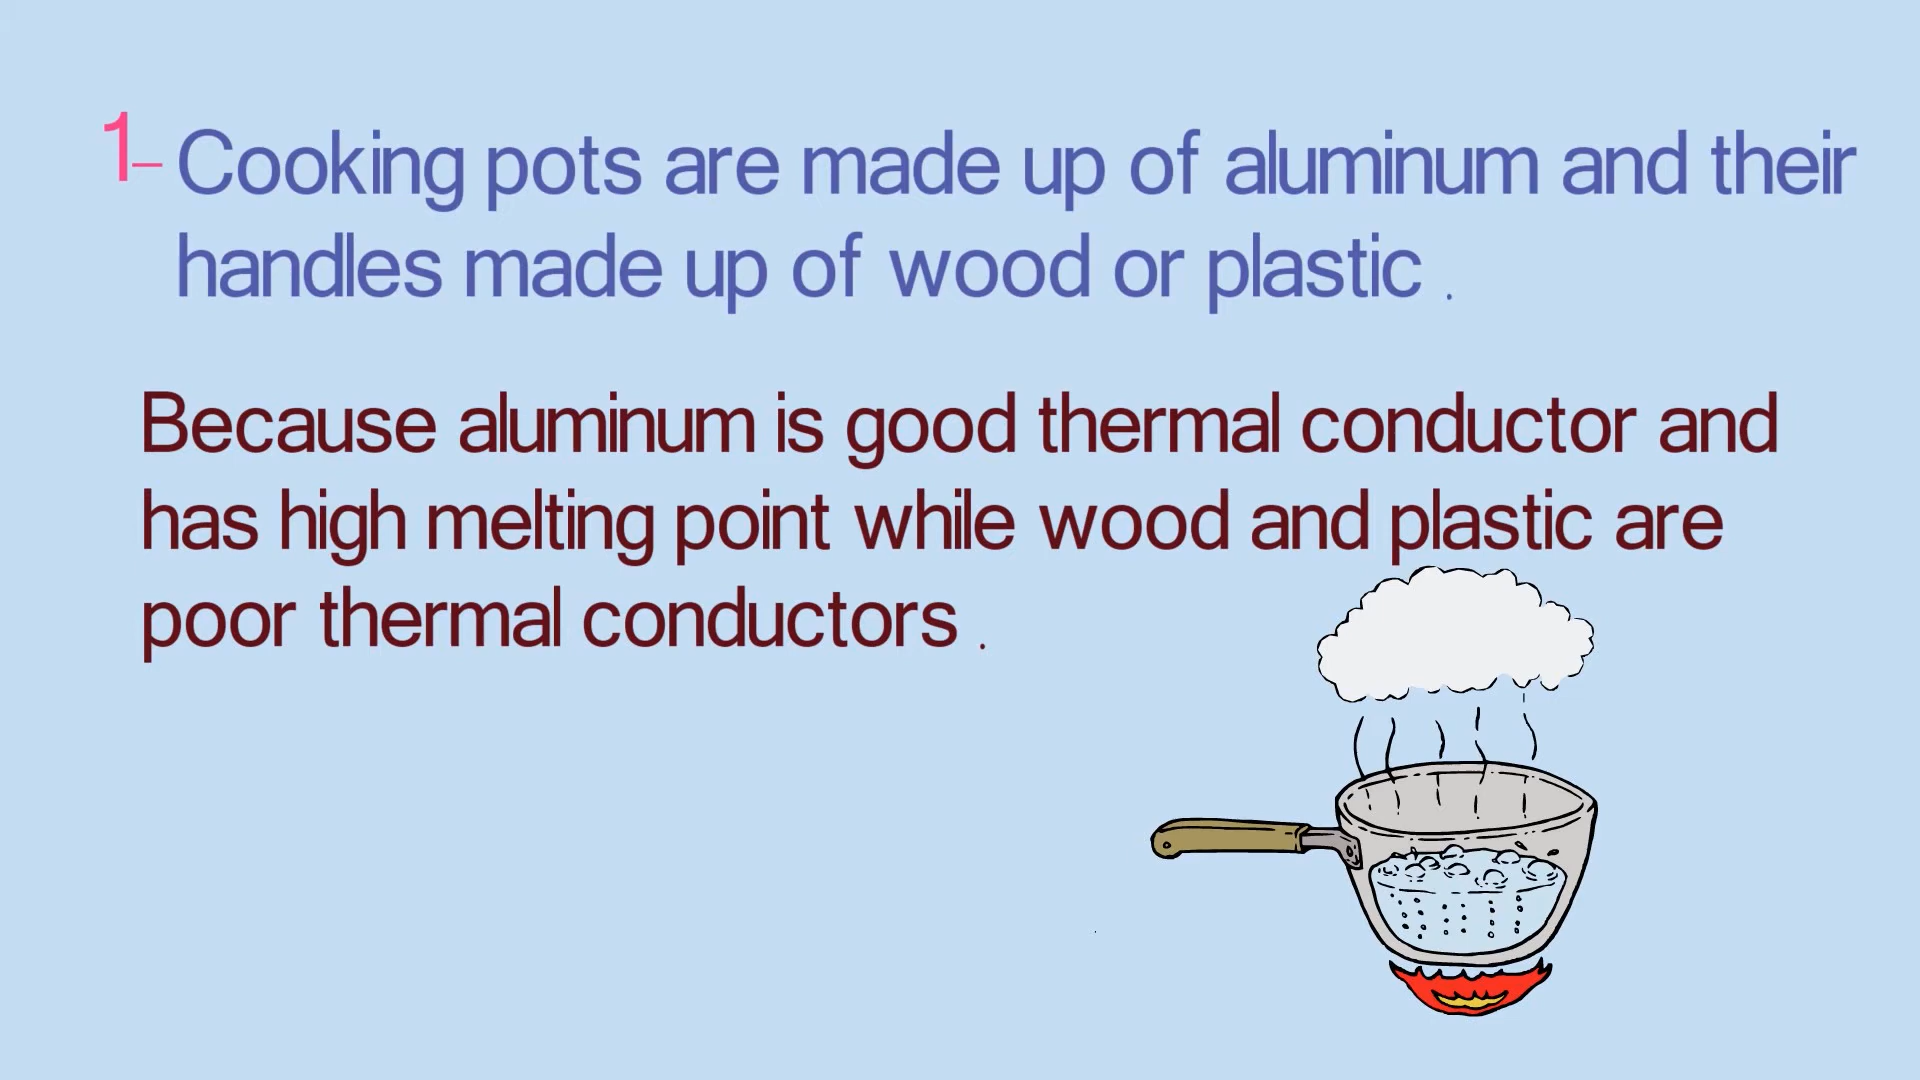 1- Cooking pots are made up of aluminum and their
handles made up of wood or plastic .
Because aluminum is good thermal conductor and
has high melting point while wood and plastic are
poor thermal conductors .